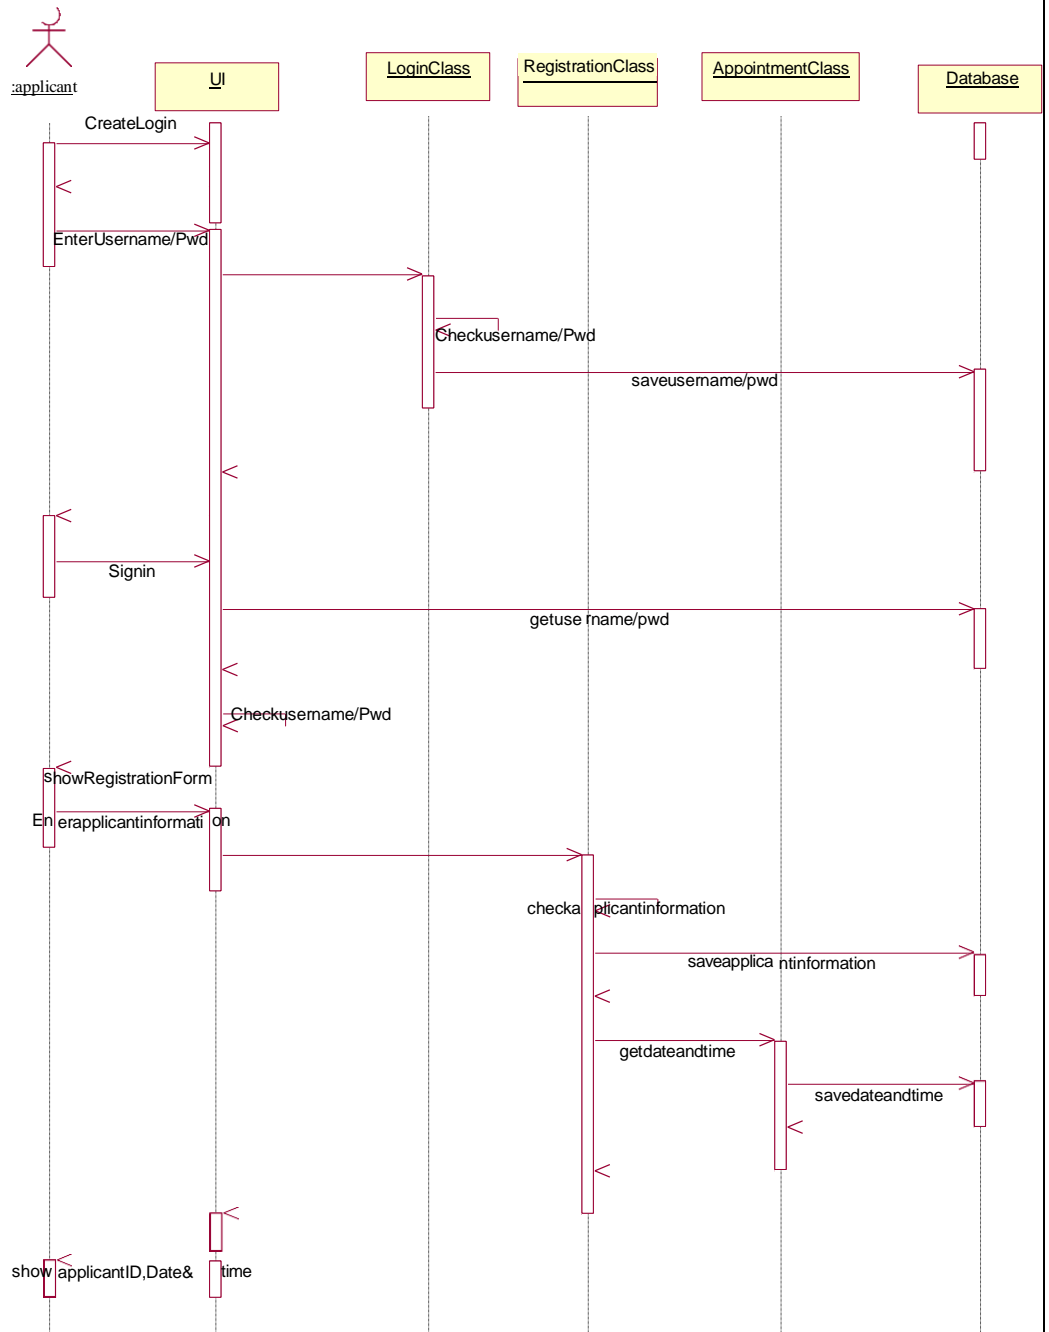 :applicant
UI
LoginClass
RegistrationClass
AppointmentClass
Database
CreateLogin
EnterUsername/Pwd
Checkusername/Pwd
saveusername/pwd
Signin
getuse rname/pwd
Checkusername/Pwd
showRegistrationForm
En erapplicantinformati on
checka plicantinformation
saveapplica ntinformation
getdateandtime
savedateandtime
show applicantID,Date& time